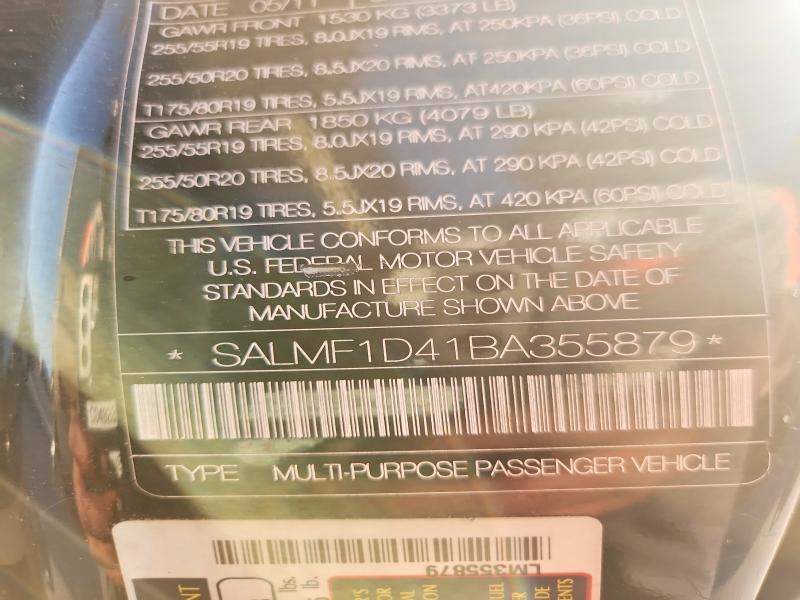 DATE 05/11
GAWR FRONT 1530 KG (3373 LB)
255/55R19 TIRES, 8.0JX19 RIMS, AT 250KPA (36PSI) COLD
255/50R20 TIRES, 8.5JX20 RIMS, AT 250KPA (36PSI) COLD
T175/80R19 TIRES, 5.5JX19 RIMS, AT420KPA (60PSI) COLD
GAWR REAR 1850 KG (4079 LB)
255/55R19 TIRES, 8.0JX19 RIMS, AT 290 KPA (42PSI) COLD
255/50R20 TIRES, 8.5JX20 RIMS, AT 290 KPA (42PSI) COLD
T175/80R19 TIRES, 5.5JX19 RIMS, AT 420 KPA (60PSI) COLD
THIS VEHICLE CONFORMS TO ALL APPLICABLE
U.S. FEDERAL MOTOR VEHICLE SAFETY
STANDARDS IN EFFECT ON THE DATE OF
MANUFACTURE SHOWN ABOVE
* SALMF1D41BA355879 *
TYPE MULTI-PURPOSE PASSENGER VEHICLE
LM355879
lbs.
lb.